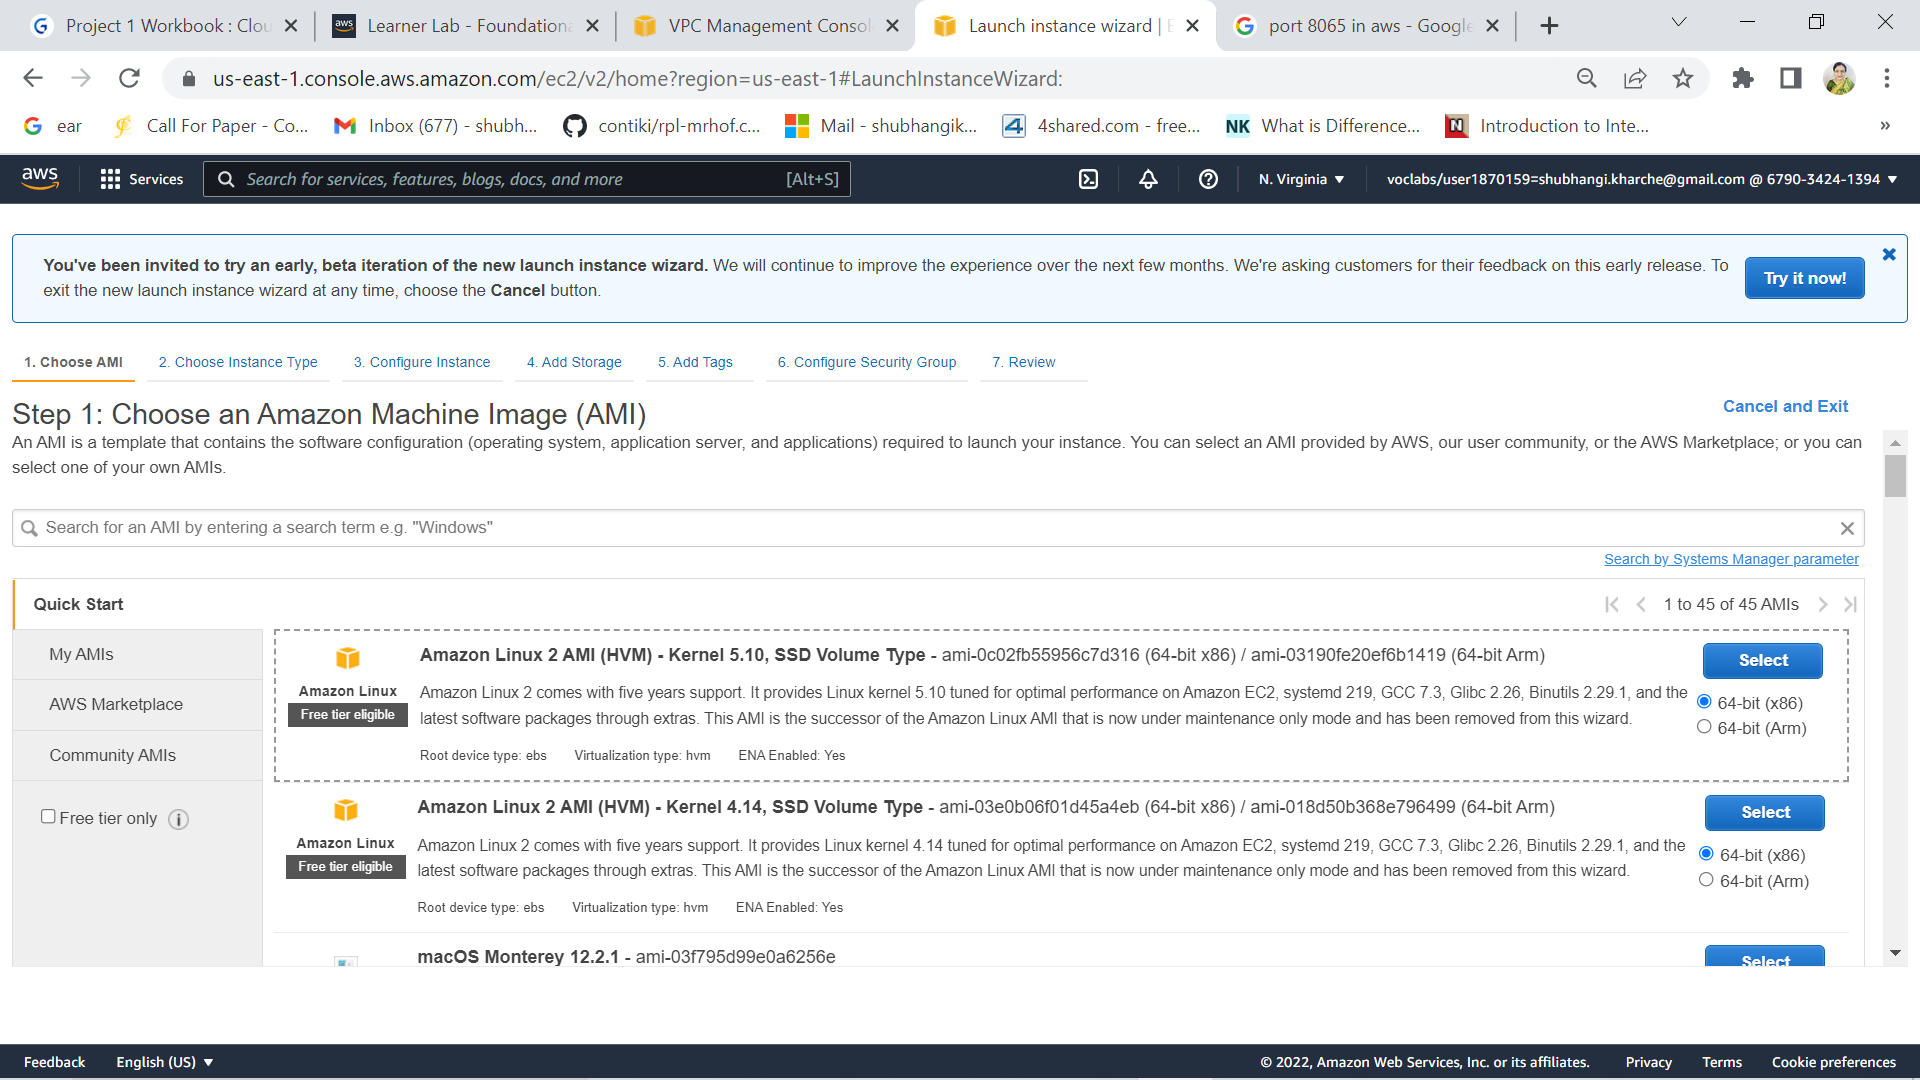 Project 1 Workbook : Clou
Learner Lab - Foundationa
VPC Management Consol
Launch instance wizard | E
port 8065 in aws - Google
us-east-1.console.aws.amazon.com/ec2/v2/home?region=us-east-1#LaunchInstanceWizard:
ear
Call For Paper - Co...
Inbox (677) - shubh...
contiki/rpl-mrhof.c...
Mail - shubhangik...
4shared.com - free...
NK What is Difference...
Introduction to Inte...
»
aws
Services
Search for services, features, blogs, docs, and more [Alt+S]
N. Virginia
voclabs/user1870159=shubhangi.kharche@gmail.com @ 6790-3424-1394
You've been invited to try an early, beta iteration of the new launch instance wizard. We will continue to improve the experience over the next few months. We're asking customers for their feedback on this early release. To
exit the new launch instance wizard at any time, choose the Cancel button.
Try it now!
1. Choose AMI
2. Choose Instance Type
3. Configure Instance
4. Add Storage
5. Add Tags
6. Configure Security Group
7. Review
Step 1: Choose an Amazon Machine Image (AMI)
Cancel and Exit
An AMI is a template that contains the software configuration (operating system, application server, and applications) required to launch your instance. You can select an AMI provided by AWS, our user community, or the AWS Marketplace; or you can
select one of your own AMIs.
Search for an AMI by entering a search term e.g. "Windows"
Search by Systems Manager parameter
Quick Start
1 to 45 of 45 AMIs
My AMIs
AWS Marketplace
Community AMIs
Free tier only
Amazon Linux
Free tier eligible
Amazon Linux 2 AMI (HVM) - Kernel 5.10, SSD Volume Type - ami-0c02fb55956c7d316 (64-bit x86) / ami-03190fe20ef6b1419 (64-bit Arm)
Amazon Linux 2 comes with five years support. It provides Linux kernel 5.10 tuned for optimal performance on Amazon EC2, systemd 219, GCC 7.3, Glibc 2.26, Binutils 2.29.1, and the
latest software packages through extras. This AMI is the successor of the Amazon Linux AMI that is now under maintenance only mode and has been removed from this wizard.
Root device type: ebs Virtualization type: hvm ENA Enabled: Yes
Select
64-bit (x86)
64-bit (Arm)
Amazon Linux
Free tier eligible
Amazon Linux 2 AMI (HVM) - Kernel 4.14, SSD Volume Type - ami-03e0b06f01d45a4eb (64-bit x86) / ami-018d50b368e796499 (64-bit Arm)
Amazon Linux 2 comes with five years support. It provides Linux kernel 4.14 tuned for optimal performance on Amazon EC2, systemd 219, GCC 7.3, Glibc 2.26, Binutils 2.29.1, and the
latest software packages through extras. This AMI is the successor of the Amazon Linux AMI that is now under maintenance only mode and has been removed from this wizard.
Root device type: ebs Virtualization type: hvm ENA Enabled: Yes
Select
64-bit (x86)
64-bit (Arm)
macOS Monterey 12.2.1 - ami-03f795d99e0a6256e
Select
Feedback
English (US)
© 2022, Amazon Web Services, Inc. or its affiliates.
Privacy
Terms
Cookie preferences